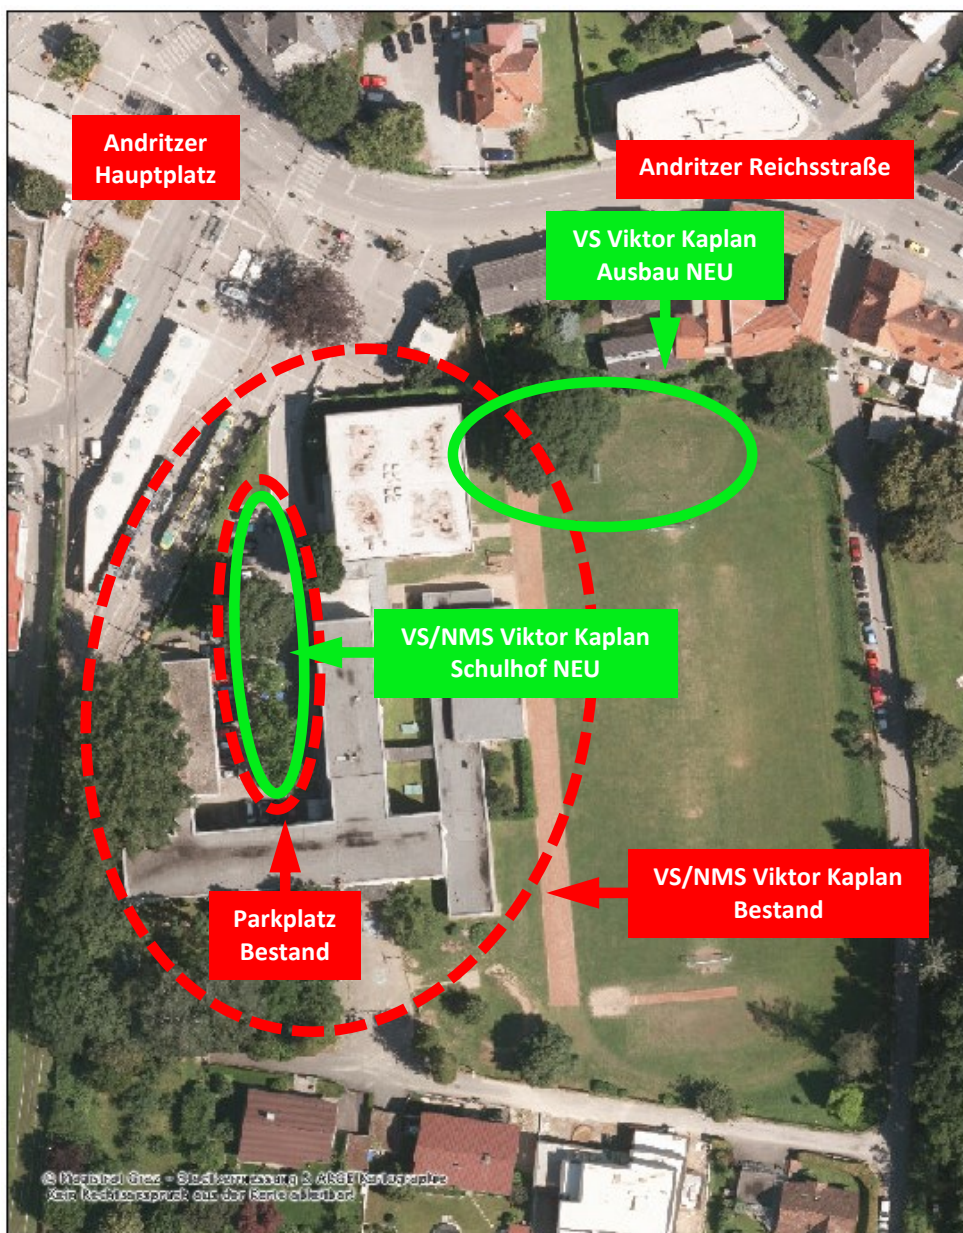 Andritzer
Hauptplatz
Andritzer Reichsstraße
VS Viktor Kaplan
Ausbau NEU
VS/NMS Viktor Kaplan
Schulhof NEU
VS/NMS Viktor Kaplan
Bestand
Parkplatz
Bestand
© Magistrat Graz - Stadtvermessung & ARGE Kartographie
Kein Rechtsanspruch aus der Karte ableitbar!